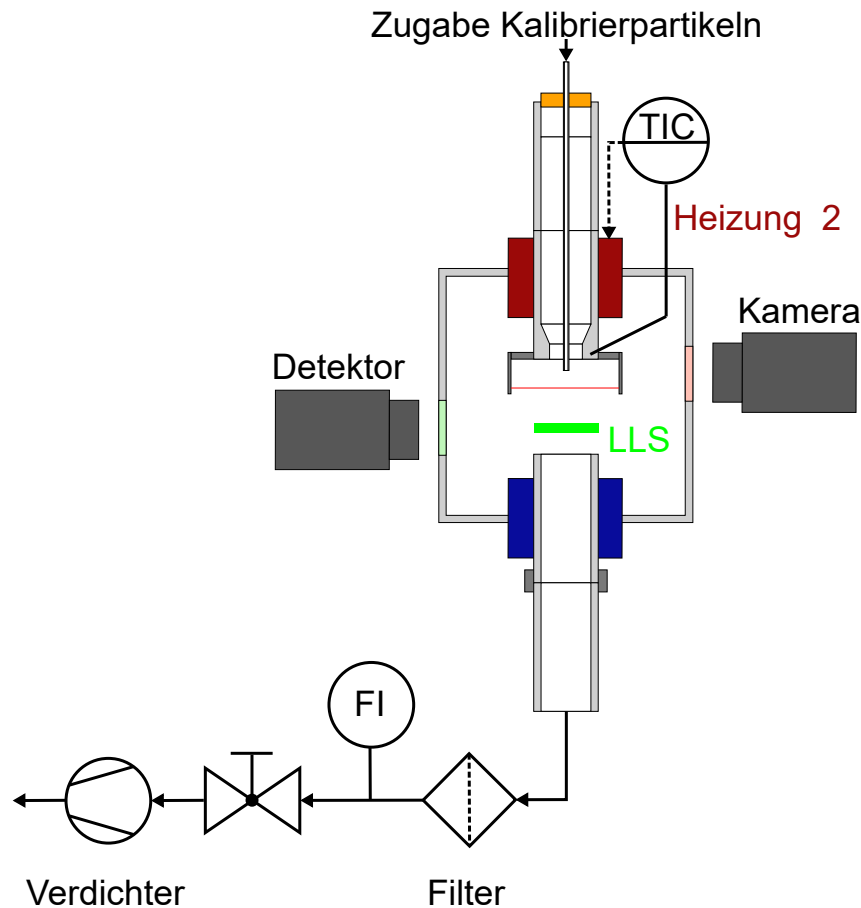 Zugabe Kalibrierpartikeln
TIC
Heizung 2
Kamera
Detektor
LLS
FI
Verdichter
Filter